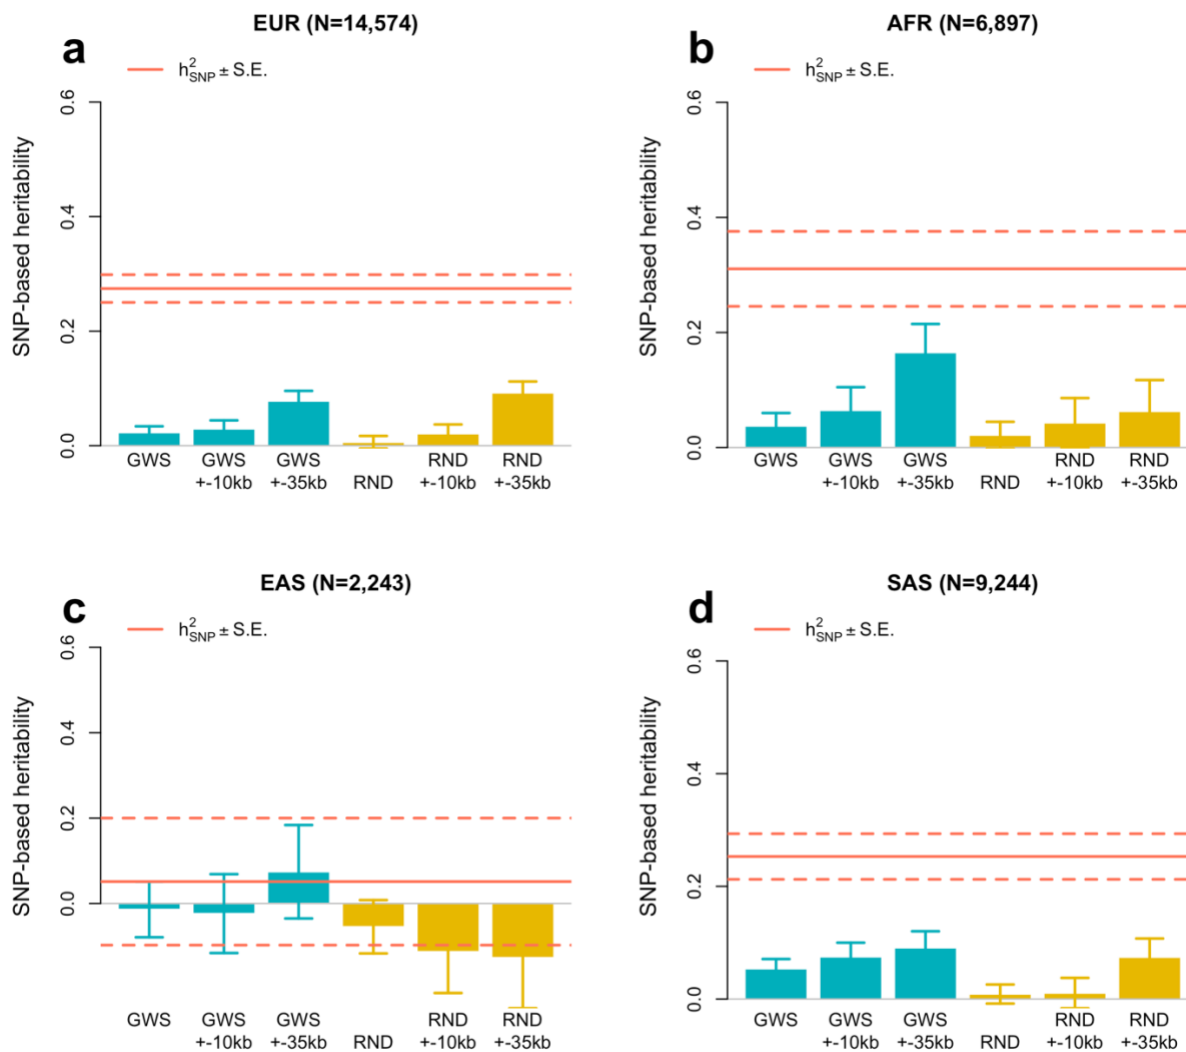 EUR (N=14,574)
a
h²SNP ± S.E.
SNP-based heritability
0.6
0.4
0.2
0.0
GWS
GWS
+-10kb
GWS
+-35kb
RND
RND
+-10kb
RND
+-35kb
AFR (N=6,897)
b
h²SNP ± S.E.
SNP-based heritability
0.6
0.4
0.2
0.0
GWS
GWS
+-10kb
GWS
+-35kb
RND
RND
+-10kb
RND
+-35kb
EAS (N=2,243)
c
h²SNP ± S.E.
SNP-based heritability
0.6
0.4
0.2
0.0
GWS
GWS
+-10kb
GWS
+-35kb
RND
RND
+-10kb
RND
+-35kb
SAS (N=9,244)
d
h²SNP ± S.E.
SNP-based heritability
0.6
0.4
0.2
0.0
GWS
GWS
+-10kb
GWS
+-35kb
RND
RND
+-10kb
RND
+-35kb